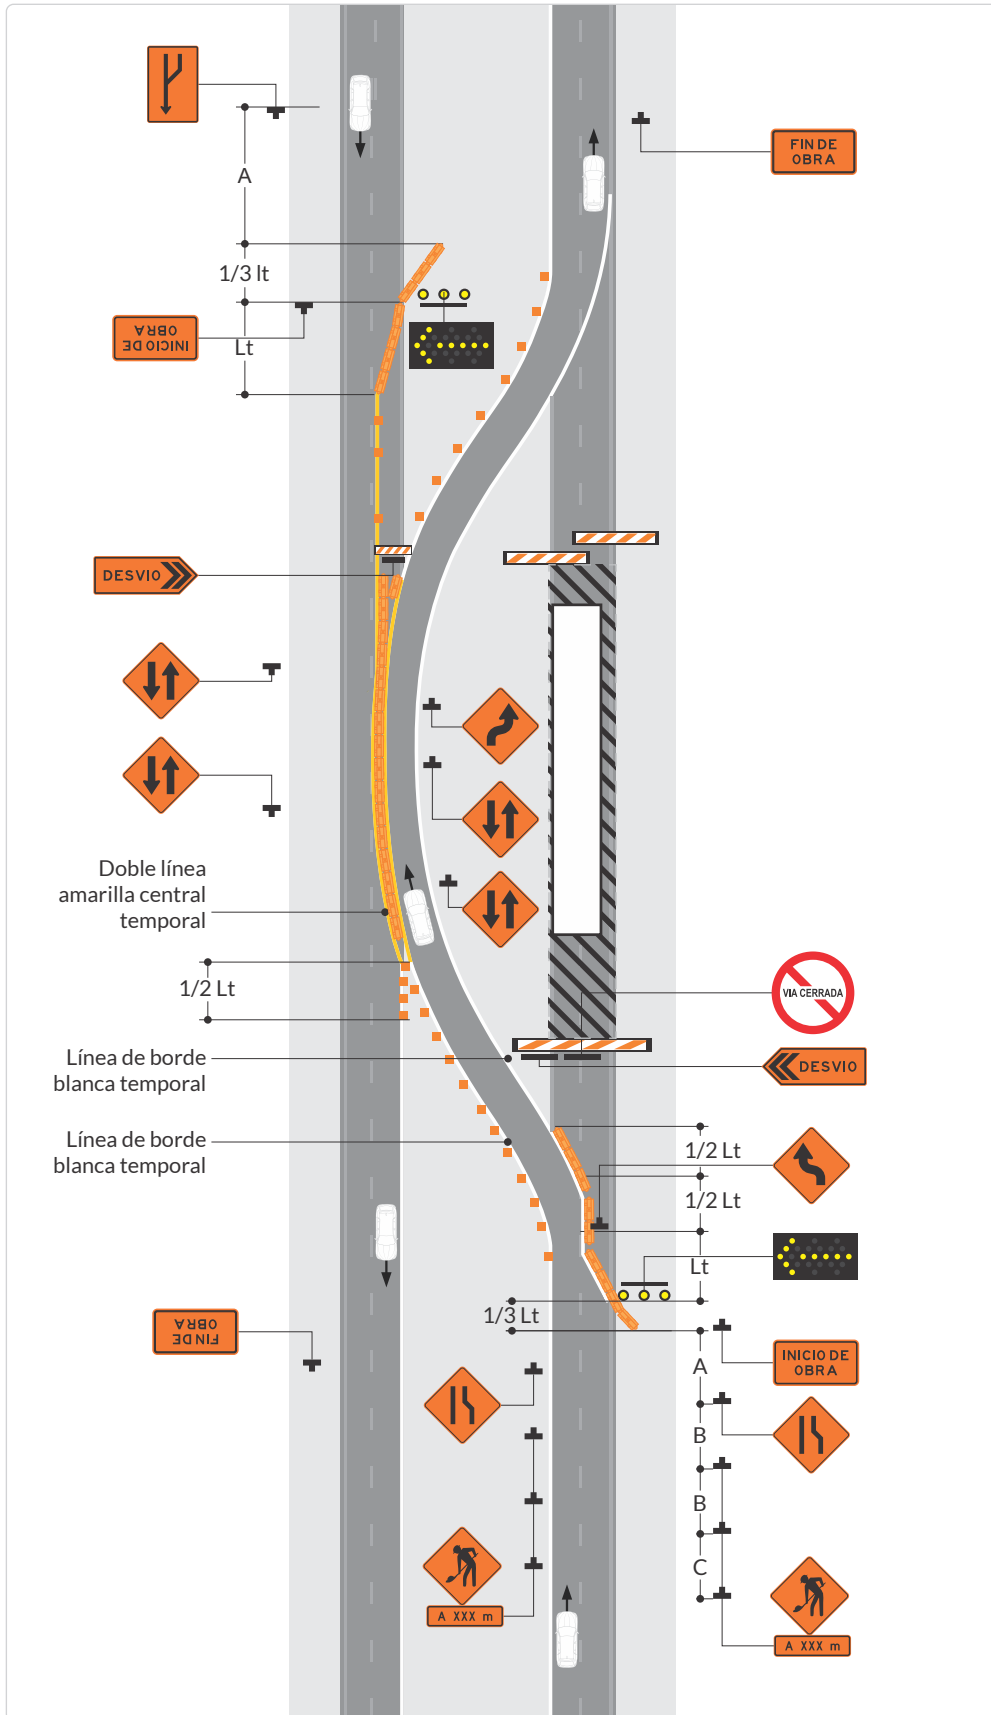 FIN DE
OBRA
A
1/3 lt
INICIO DE
OBRA
Lt
DESVIO
Doble línea
amarilla central
temporal
1/2 Lt
VIA CERRADA
Línea de borde
blanca temporal
DESVIO
Línea de borde
blanca temporal
1/2 Lt
1/2 Lt
Lt
1/3 Lt
FIN DE
OBRA
INICIO DE
OBRA
A
B
B
C
A XXX m
A XXX m